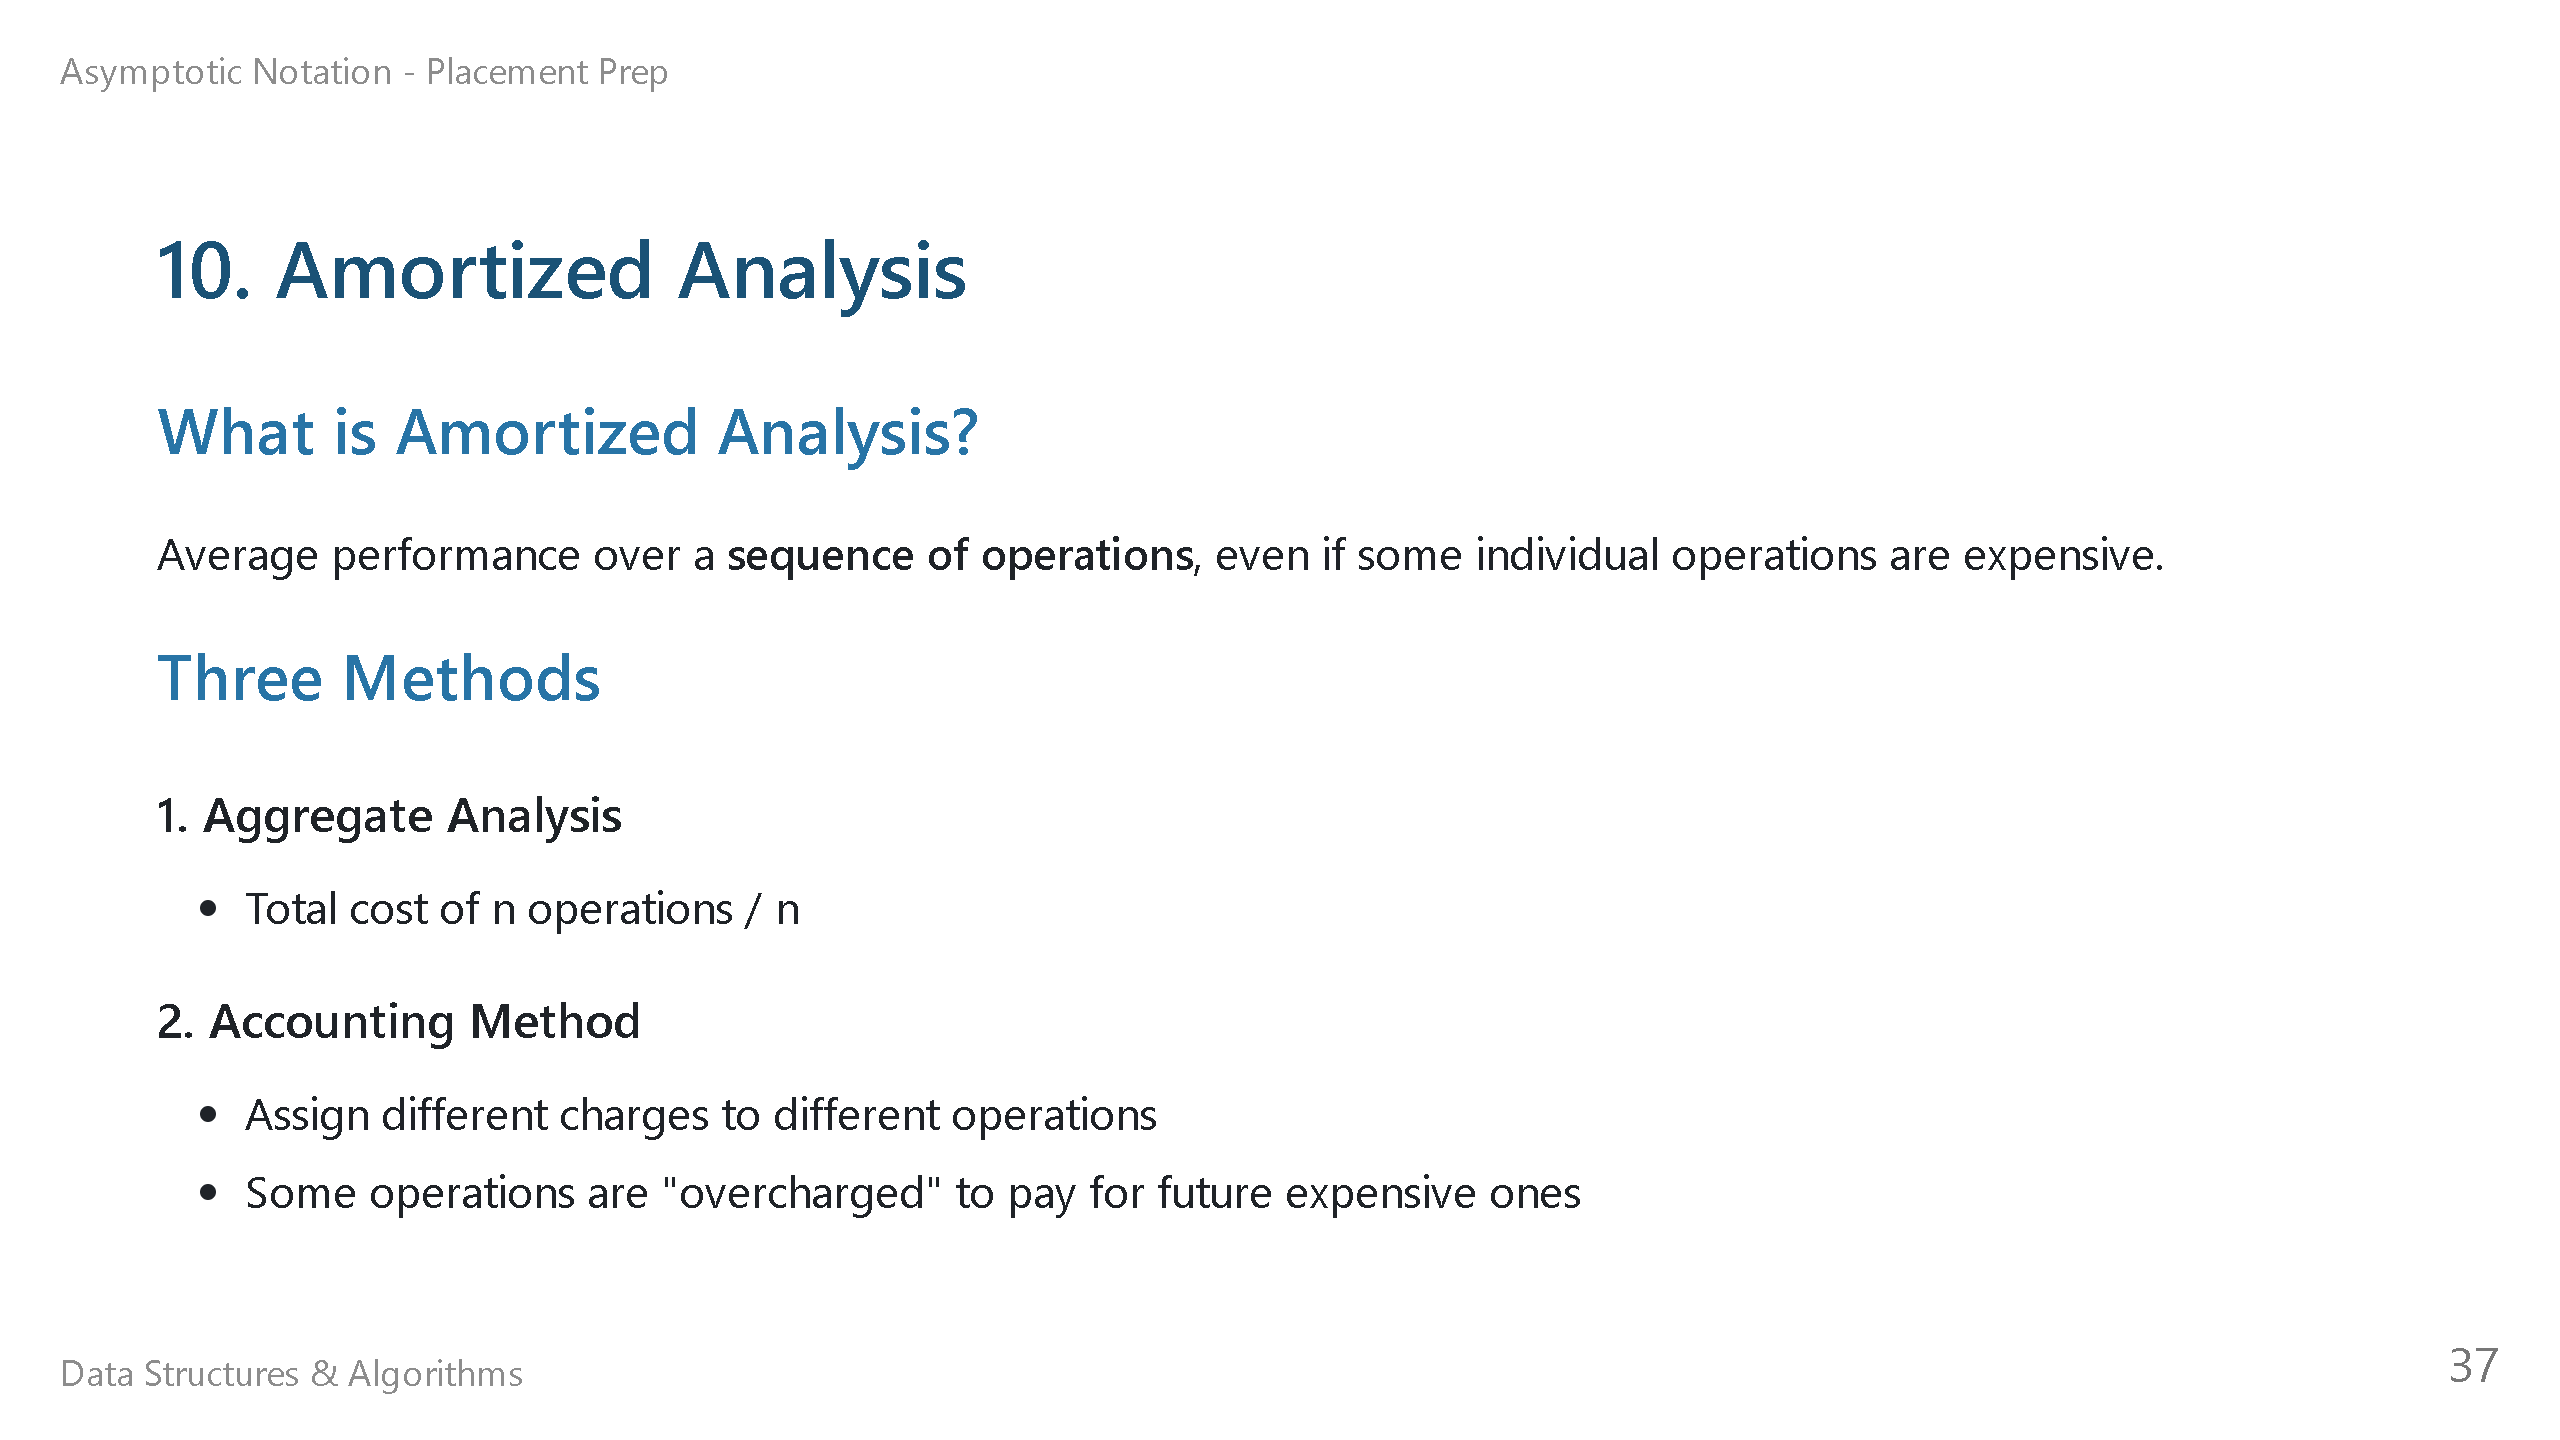 Asymptotic Notation - Placement Prep
10. Amortized Analysis
What is Amortized Analysis?
Average performance over a sequence of operations, even if some individual operations are expensive.
Three Methods
1. Aggregate Analysis
• Total cost of n operations / n
2. Accounting Method
• Assign different charges to different operations
• Some operations are "overcharged" to pay for future expensive ones
Data Structures & Algorithms
37